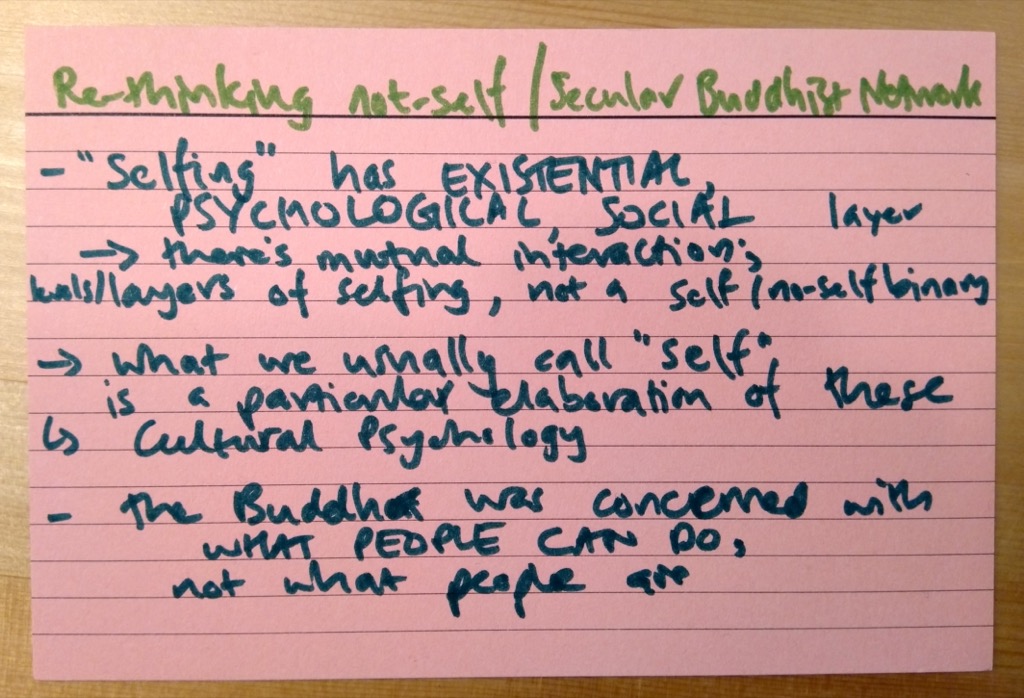 Re-thinking not-self / Secular Buddhist Network
- "Selfing" has EXISTENTIAL,
PSYCHOLOGICAL, SOCIAL layer
→ there's mutual interaction;
levels/layers of selfing, not a self/no-self binary
→ what we usually call "self"
is a particular elaboration of these
↳ Cultural Psychology
- the Buddha was concerned with
WHAT PEOPLE CAN DO,
not what people are